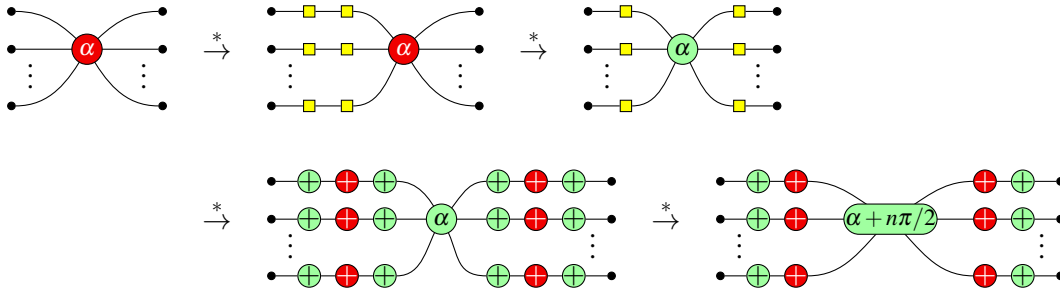 α * → α * → α
* → + + + α + + + * → + + α + nπ/2 + +
+ + + + + + + + + +
+ + + + + + + + + +